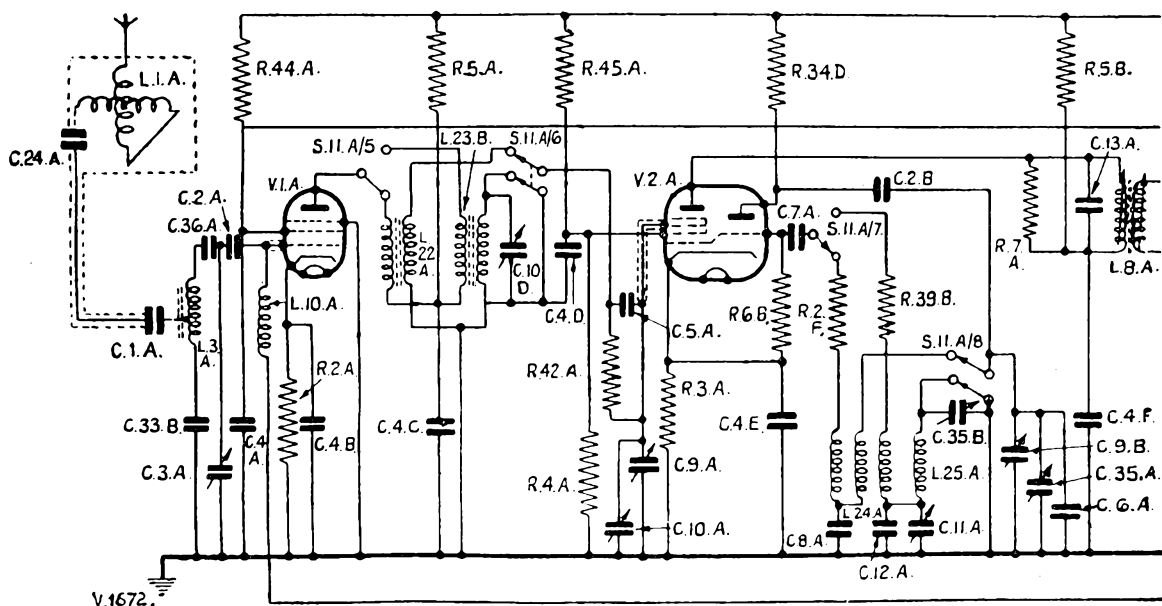 R.44.A.
R.5.A.
R.45.A.
R.34.D.
R.5.B.
L.1.A.
C.24.A.
S.11.A/5
L.23.B.
S.11.A/6
C.13.A.
C.2.A.
V.1.A.
V.2.A.
C.2.B
C.36.A.
C.7.A.
S.11.A/7.
L.22 A.
C.10 D.
R.7 A.
L.8.A.
L.10.A.
C.4.D.
R.39.B.
C.1.A.
L.3 A.
C.5.A.
R.6.B.
R.2. F.
R.2.A
R.42.A.
S.11.A/8
R.3.A.
C.33.B.
C.4 A.
C.4.B.
C.4.C.
C.4.E.
C.35.B.
C.4.F.
C.3.A.
C.9.A.
L.25.A.
C.9.B.
R.4.A.
C.35.A.
L.24.A
C.10.A.
C.8.A.
C.11.A.
C.6.A
C.12.A.
V.1672.